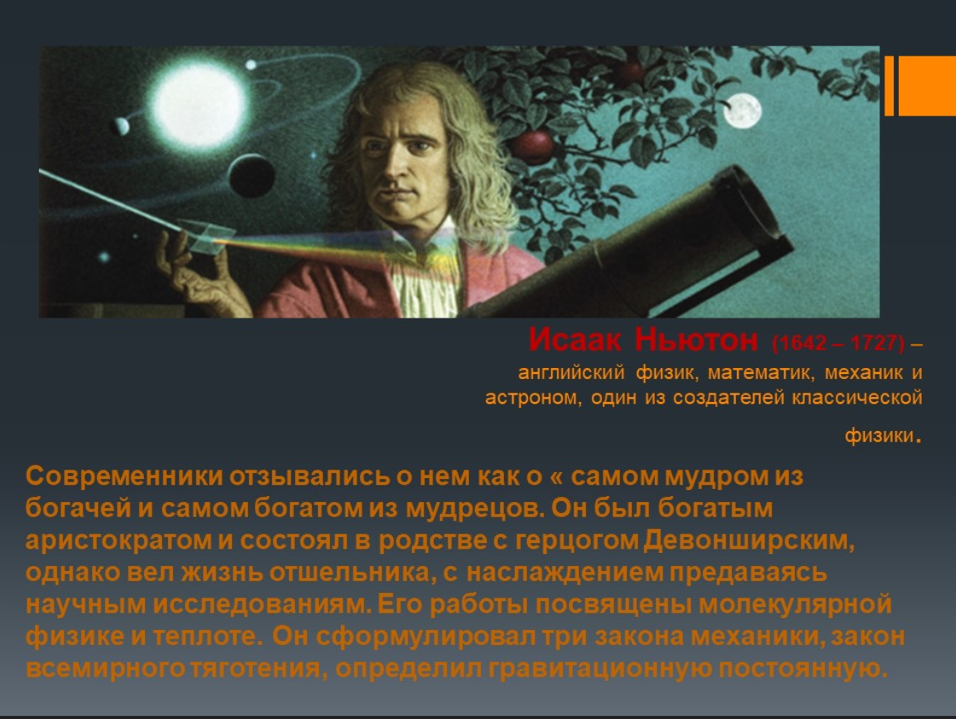 Исаак Ньютон (1642 – 1727) –
английский физик, математик, механик и
астроном, один из создателей классической
физики.
Современники отзывались о нем как о « самом мудром из
богачей и самом богатом из мудрецов. Он был богатым
аристократом и состоял в родстве с герцогом Девонширским,
однако вел жизнь отшельника, с наслаждением предаваясь
научным исследованиям. Его работы посвящены молекулярной
физике и теплоте. Он сформулировал три закона механики, закон
всемирного тяготения, определил гравитационную постоянную.